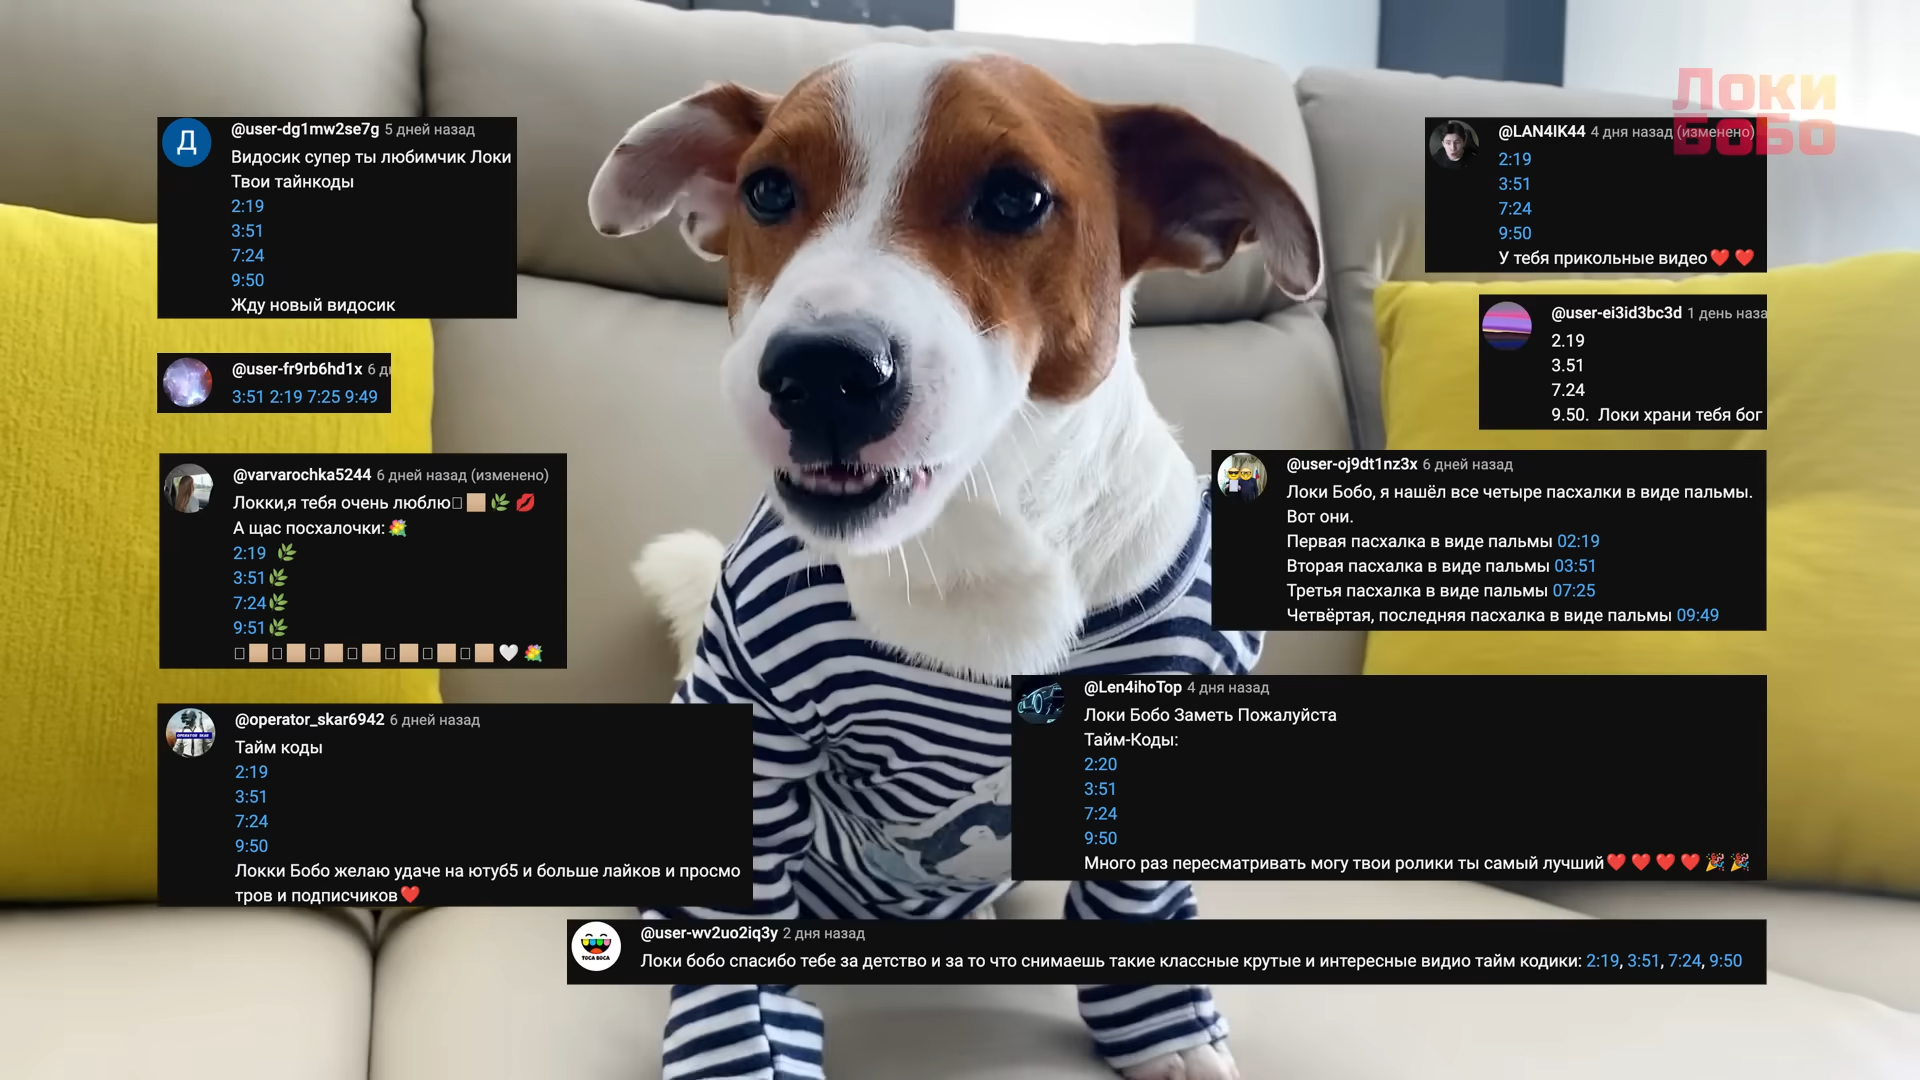 Локи
БоБо
@user-dg1mw2se7g 5 дней назад
Видосик супер ты любимчик Локи
Твои тайнкоды
2:19
3:51
7:24
9:50
Жду новый видосик
@user-fr9rb6hd1x 6 д
3:51 2:19 7:25 9:49
@varvarochka5244 6 дней назад (изменено)
Локки,я тебя очень люблю🌿💋
А щас посхалочки:💐
2:19 🌿
3:51🌿
7:24🌿
9:51🌿
🤍💐
@operator_skar6942 6 дней назад
Тайм коды
2:19
3:51
7:24
9:50
Локки Бобо желаю удаче на ютуб5 и больше лайков и просмо
тров и подписчиков❤️
@LAN4IK44 4 дня назад (изменено)
2:19
3:51
7:24
9:50
У тебя прикольные видео❤️❤️
@user-ei3id3bc3d 1 день наза
2.19
3.51
7.24
9.50. Локи храни тебя бог
@user-oj9dt1nz3x 6 дней назад
Локи Бобо, я нашёл все четыре пасхалки в виде пальмы.
Вот они.
Первая пасхалка в виде пальмы 02:19
Вторая пасхалка в виде пальмы 03:51
Третья пасхалка в виде пальмы 07:25
Четвёртая, последняя пасхалка в виде пальмы 09:49
@Len4ihoTop 4 дня назад
Локи Бобо Заметь Пожалуйста
Тайм-Коды:
2:20
3:51
7:24
9:50
Много раз пересматривать могу твои ролики ты самый лучший❤️❤️❤️❤️🎉🎉
@user-wv2uo2iq3y 2 дня назад
Локи бобо спасибо тебе за детство и за то что снимаешь такие классные крутые и интересные видио тайм кодики: 2:19, 3:51, 7:24, 9:50
Д
OPERATOR SKAR
TOCA BOCA